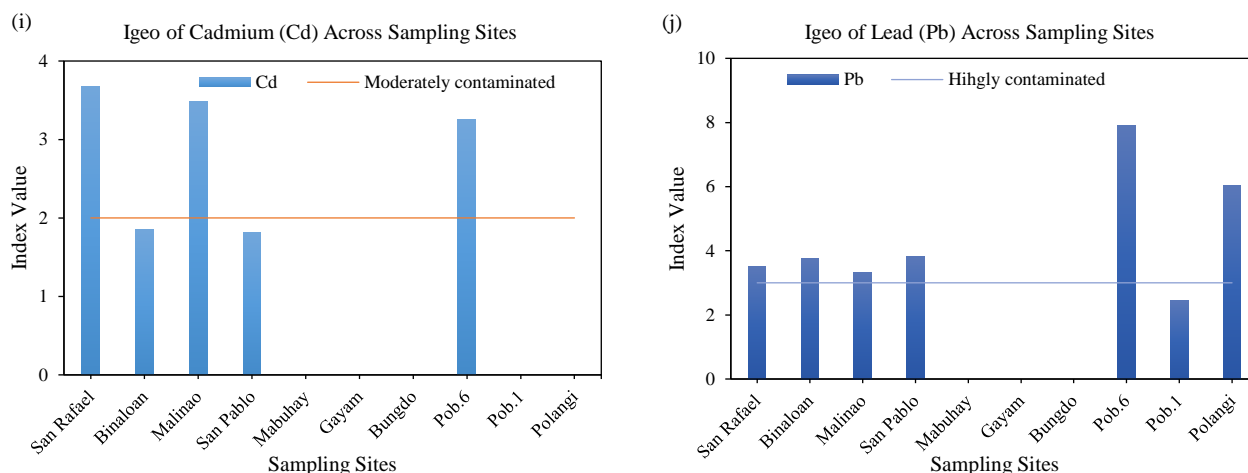 (i)
Igeo of Cadmium (Cd) Across Sampling Sites
Cd
Moderately contaminated
Index Value
4
3
2
1
0
San Rafael
Binaloan
Malinao
San Pablo
Mabuhay
Gayam
Bungdo
Pob.6
Pob.1
Polangi
Sampling Sites
(j)
Igeo of Lead (Pb) Across Sampling Sites
Pb
Hihgly contaminated
Index Value
10
8
6
4
2
0
San Rafael
Binaloan
Malinao
San Pablo
Mabuhay
Gayam
Bungdo
Pob.6
Pob.1
Polangi
Sampling Sites